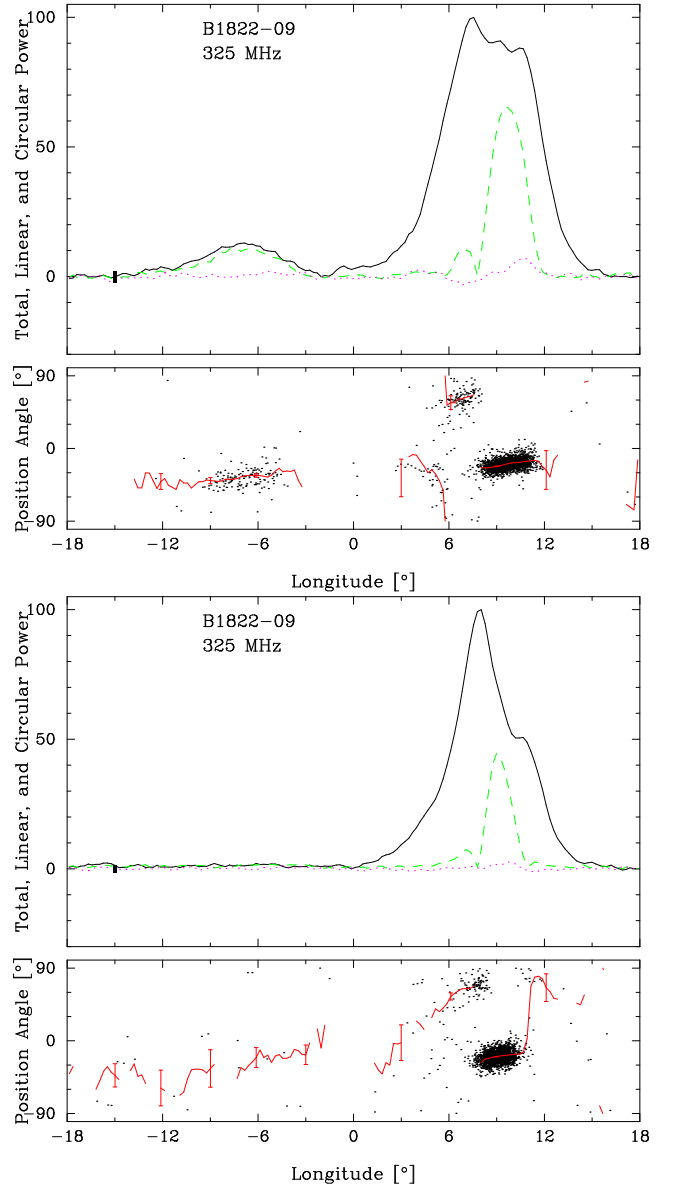 Total, Linear, and Circular Power
100
50
0
B1822−09
325 MHz
Position Angle [°]
90
0
−90
−18 −12 −6 0 6 12 18
Longitude [°]
Total, Linear, and Circular Power
100
50
0
B1822−09
325 MHz
Position Angle [°]
90
0
−90
−18 −12 −6 0 6 12 18
Longitude [°]